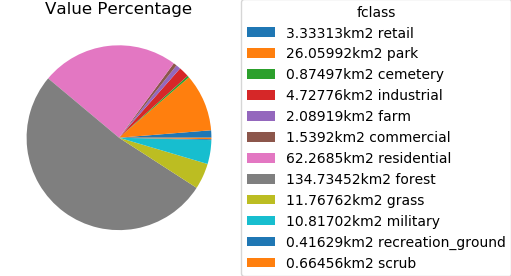 Value Percentage
fclass
3.33313km2 retail
26.05992km2 park
0.87497km2 cemetery
4.72776km2 industrial
2.08919km2 farm
1.5392km2 commercial
62.2685km2 residential
134.73452km2 forest
11.76762km2 grass
10.81702km2 military
0.41629km2 recreation_ground
0.66456km2 scrub